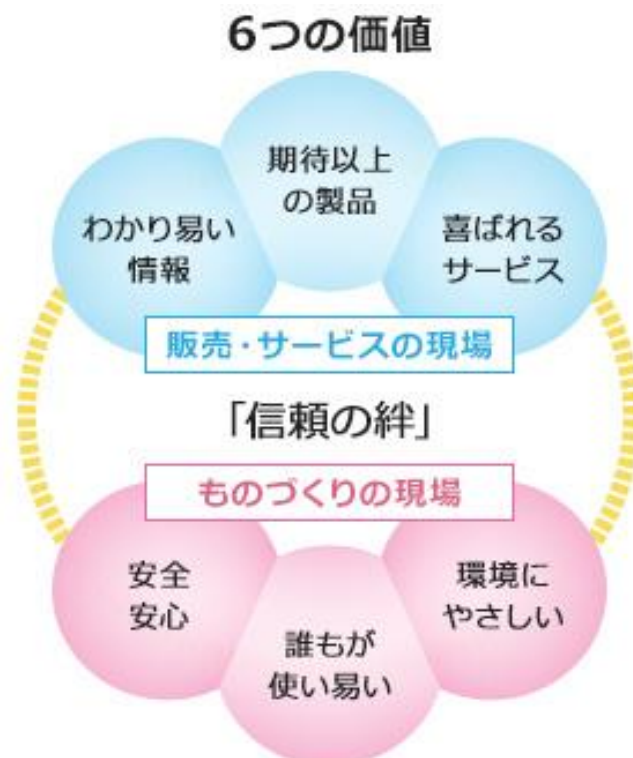 6つの価値
期待以上
の製品
わかり易い
情報
喜ばれる
サービス
販売・サービスの現場
「信頼の絆」
ものづくりの現場
安全
安心
誰もが
使い易い
環境に
やさしい